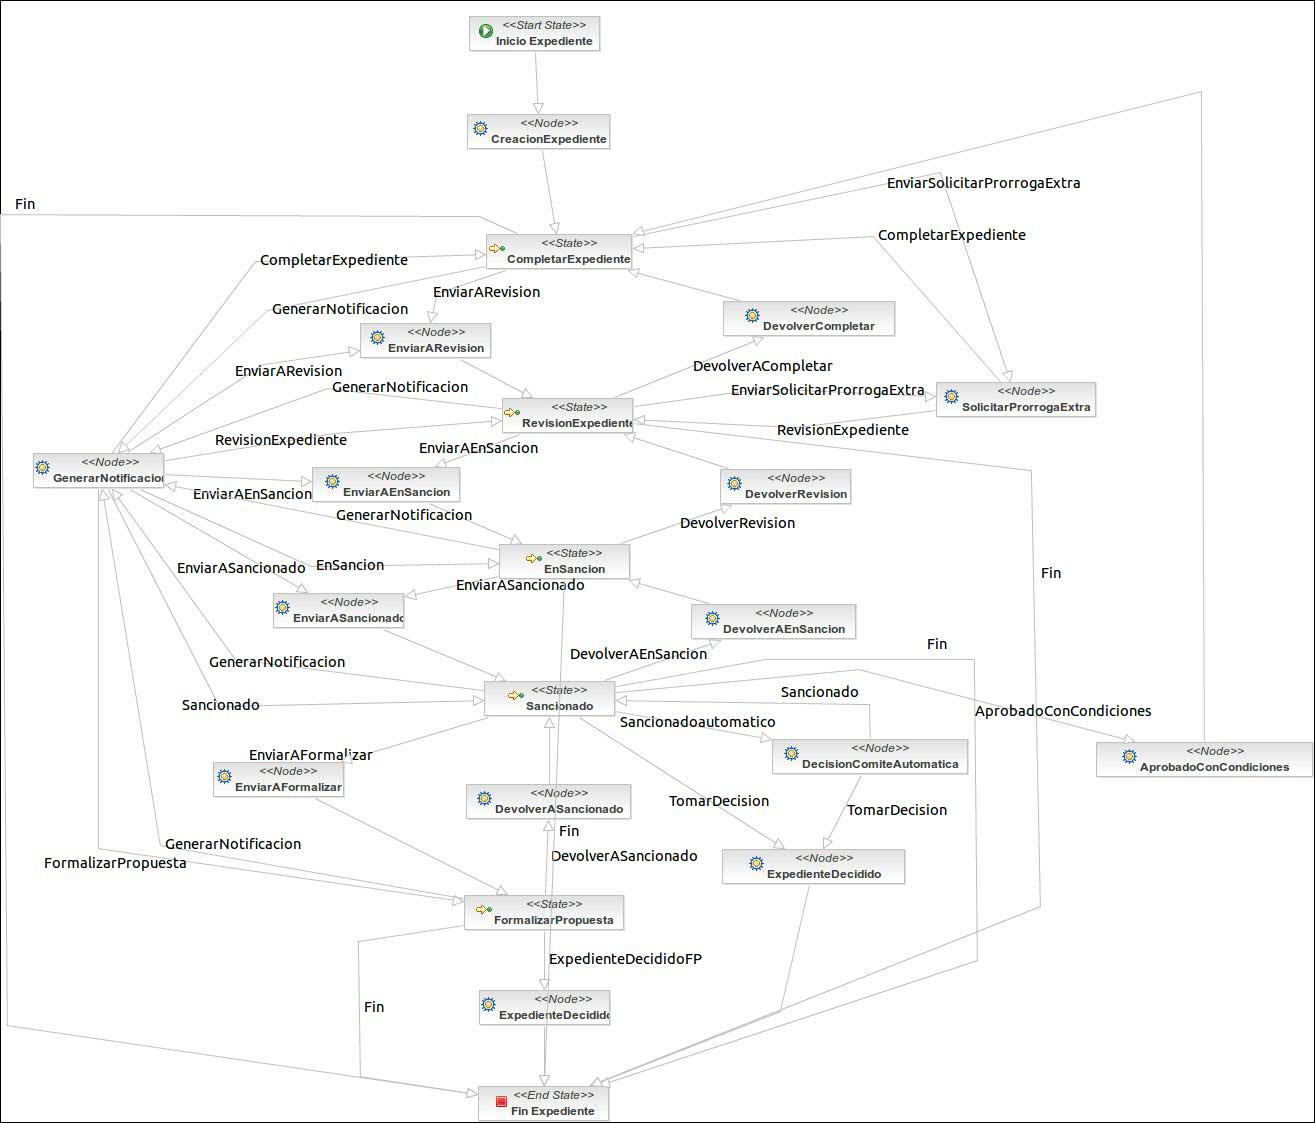 <<Start State>>
Inicio Expediente
<<Node>>
CreacionExpediente
EnviarSolicitarProrrogaExtra
Fin
CompletarExpediente
<<State>>
CompletarExpediente
CompletarExpediente
EnviarARevision
GenerarNotificacion
<<Node>>
DevolverCompletar
<<Node>>
EnviarARevision
DevolverACompletar
EnviarARevision
GenerarNotificacion
EnviarSolicitarProrrogaExtra
<<Node>>
SolicitarProrrogaExtra
<<State>>
RevisionExpediente
RevisionExpediente
RevisionExpediente
EnviarAEnSancion
<<Node>>
GenerarNotificacion
<<Node>>
EnviarAEnSancion
<<Node>>
DevolverRevision
EnviarAEnSancion
GenerarNotificacion
DevolverRevision
<<State>>
EnSancion
EnSancion
EnviarASancionado
Fin
EnviarASancionado
<<Node>>
EnviarASancionado
<<Node>>
DevolverAEnSancion
Fin
DevolverAEnSancion
GenerarNotificacion
<<State>>
Sancionado
Sancionado
Sancionado
AprobadoConCondiciones
Sancionadoautomatico
<<Node>>
DecisionComiteAutomatica
<<Node>>
AprobadoConCondiciones
EnviarAFormalizar
<<Node>>
EnviarAFormalizar
<<Node>>
DevolverASancionado
TomarDecision
TomarDecision
Fin
GenerarNotificacion
DevolverASancionado
FormalizarPropuesta
<<Node>>
ExpedienteDecidido
<<State>>
FormalizarPropuesta
ExpedienteDecididoFP
<<Node>>
ExpedienteDecidido
Fin
<<End State>>
Fin Expediente